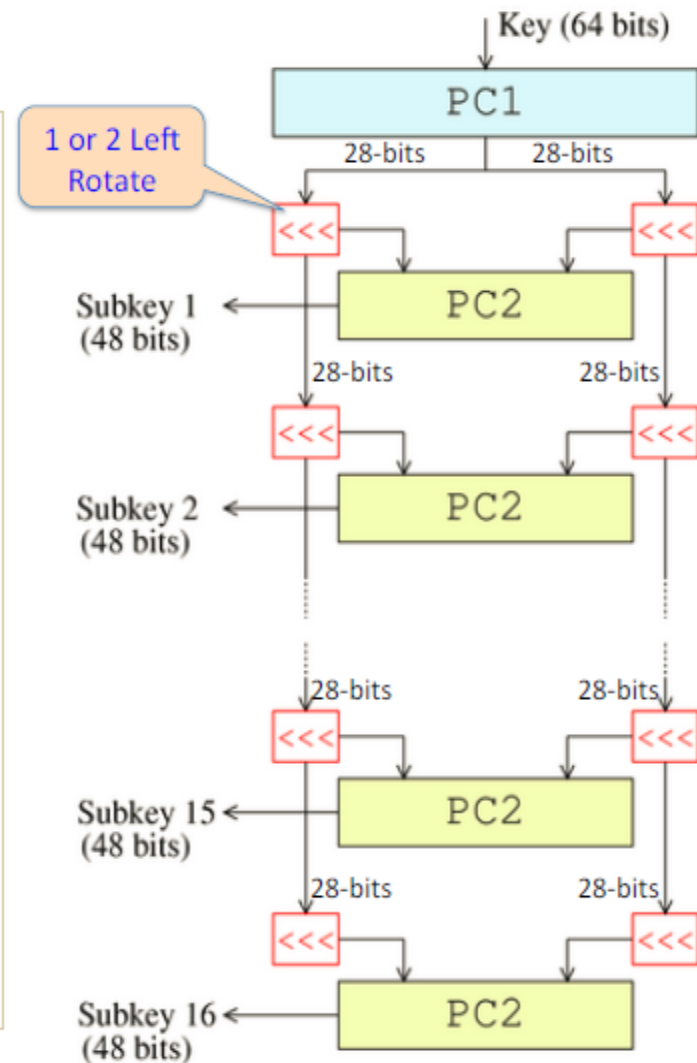 Key (64 bits)
PC1
1 or 2 Left
Rotate
28-bits 28-bits
<<< <<<
PC2
Subkey 1
(48 bits)
28-bits 28-bits
<<< <<<
PC2
Subkey 2
(48 bits)
28-bits 28-bits
<<< <<<
PC2
Subkey 15
(48 bits)
28-bits 28-bits
<<< <<<
PC2
Subkey 16
(48 bits)